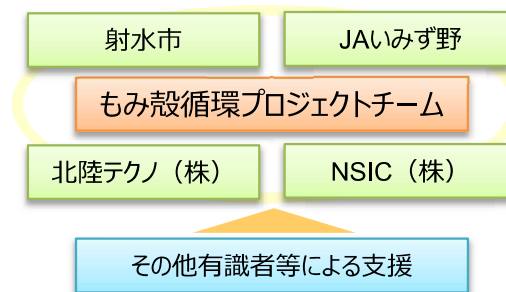 射水市
JAいみず野
もみ殻循環プロジェクトチーム
北陸テクノ（株）
NSIC（株）
その他有識者等による支援